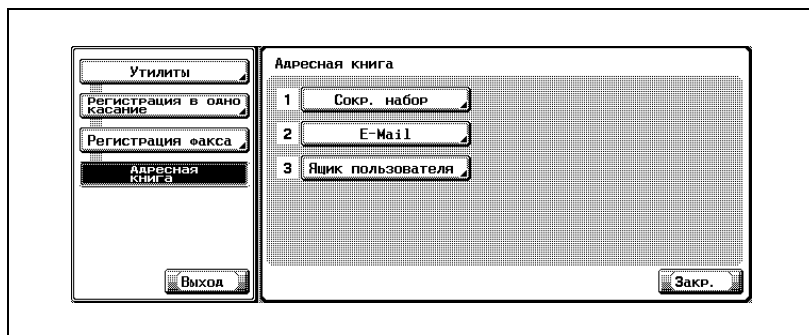 Утилиты
Регистрация в одно
касание
Регистрация факса
Адресная
книга
Выход
Адресная книга
1 Сокр. набор
2 E-Mail
3 Ящик пользователя
Закр.